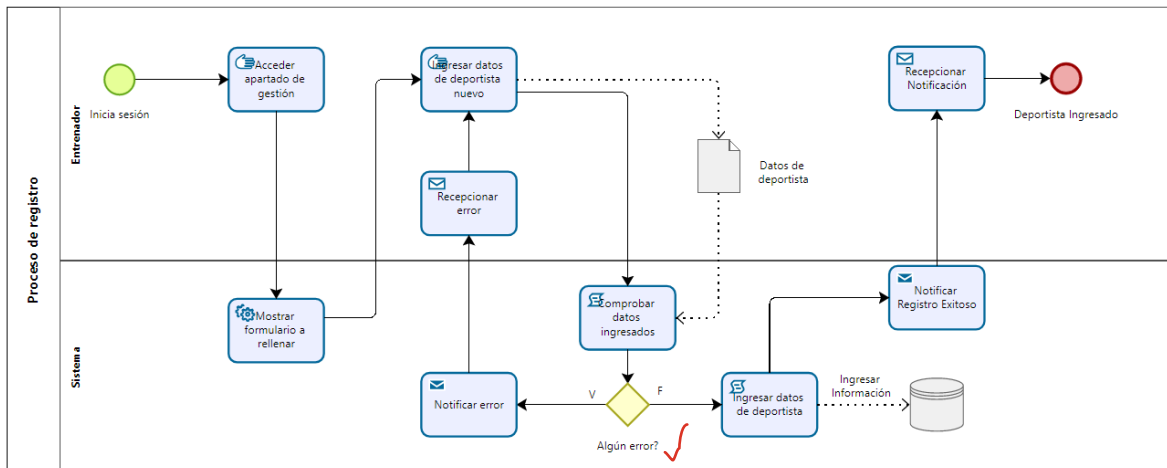 Proceso de registro
Entrenador
Inicia sesión
Acceder
apartado de
gestión
Ingresar datos
de deportista
nuevo
Recepcionar
error
Datos de
deportista
Recepcionar
Notificación
Deportista Ingresado
Sistema
Mostrar
formulario a
rellenar
Notificar error
Comprobar
datos
ingresados
V
F
Algún error?
Ingresar datos
de deportista
Notificar
Registro Exitoso
Ingresar
Información